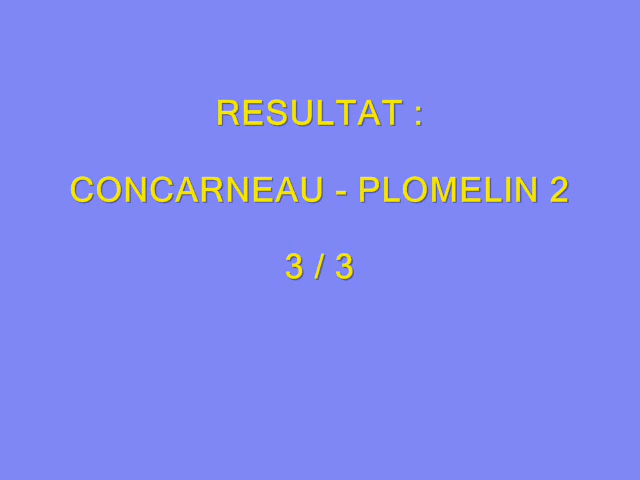 RESULTAT :
CONCARNEAU - PLOMELIN 2
3 / 3